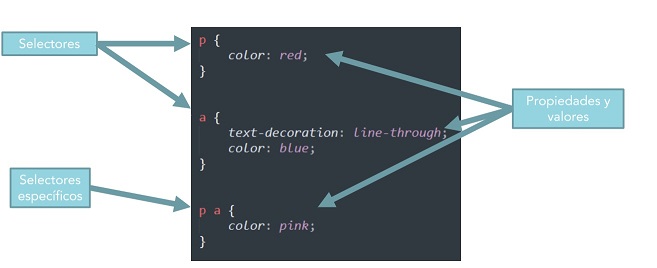 Selectores
p {
color: red;
}
a {
text-decoration: line-through;
color: blue;
}
Propiedades y
valores
Selectores
específicos
p a {
color: pink;
}